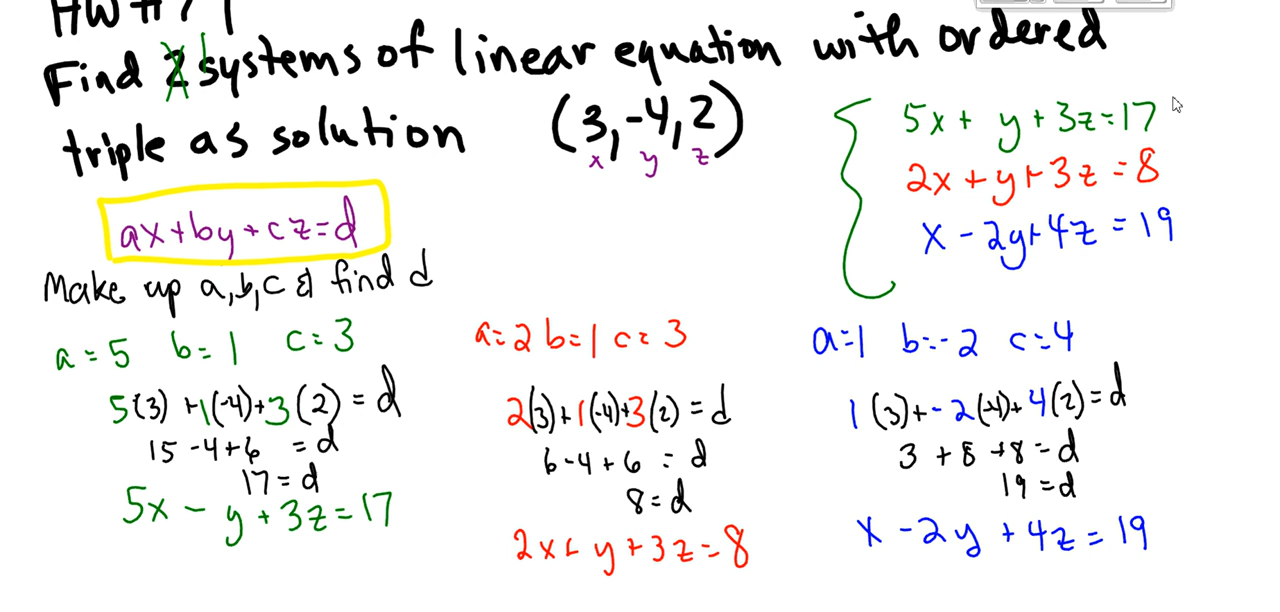 HW #71
Find systems of linear equation with ordered
triple as solution (3, -4, 2)
x y z
ax+by+cz=d
Make up a,b,c & find d
5x + y + 3z = 17
2x + y + 3z = 8
x - 2y + 4z = 19
a = 5 b = 1 c = 3
5(3) + 1(-4) + 3(2) = d
15 - 4 + 6 = d
17 = d
5x - y + 3z = 17
a = 2 b = 1 c = 3
2(3) + 1(-4) + 3(2) = d
6 - 4 + 6 = d
8 = d
2x + y + 3z = 8
a = 1 b = -2 c = 4
1(3) + -2(-4) + 4(2) = d
3 + 8 + 8 = d
19 = d
x - 2y + 4z = 19